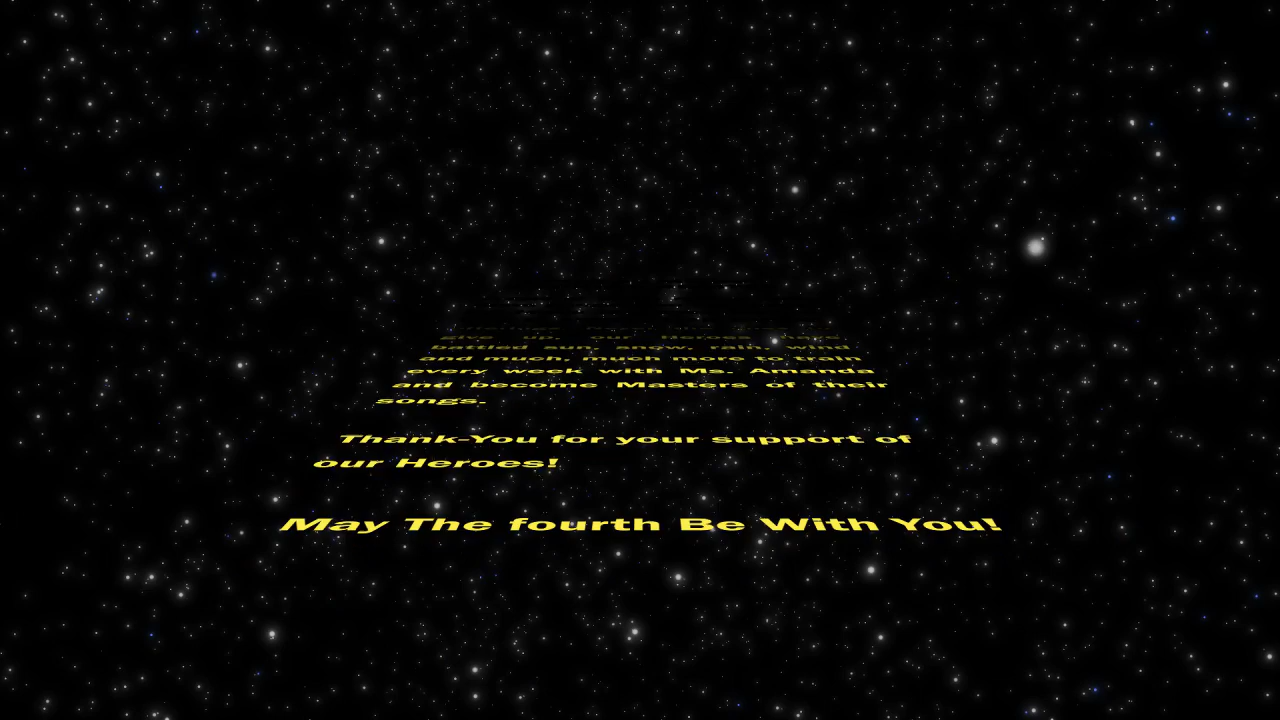 give up, our Heroes have
battled sun, snow, rain, wind
and much, much more to train
every week with Ms. Amanda
and become Masters of their
songs.
Thank-You for your support of
our Heroes!
May The fourth Be With You!